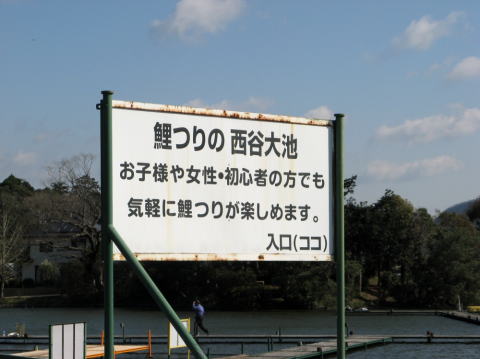 鯉つりの 西谷大池
お子様や女性・初心者の方でも
気軽に鯉つりが楽しめます。
入口(ココ)